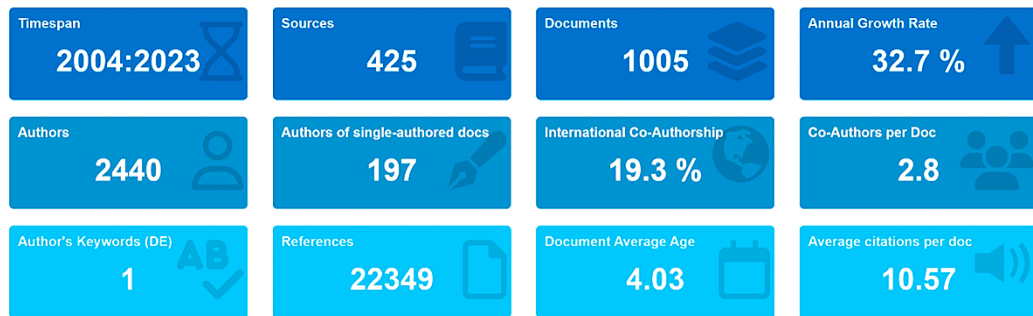 Timespan
2004:2023
Sources
425
Documents
1005
Annual Growth Rate
32.7 %
Authors
2440
Authors of single-authored docs
197
International Co-Authorship
19.3 %
Co-Authors per Doc
2.8
Author's Keywords (DE)
1
AB
References
22349
Document Average Age
4.03
Average citations per doc
10.57